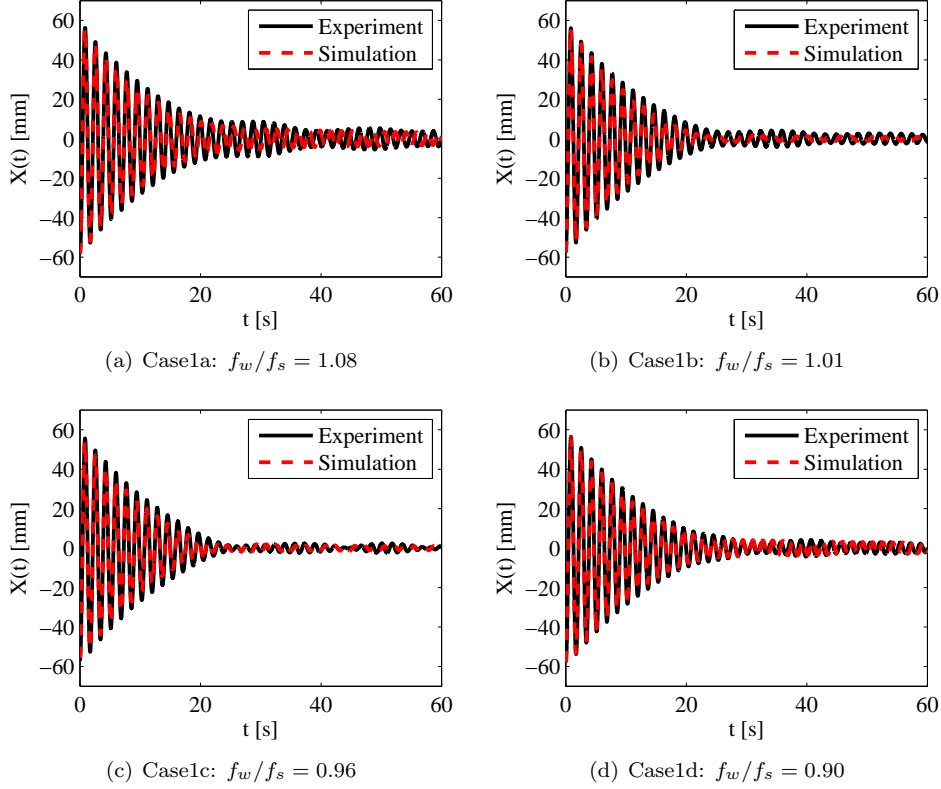 60
40
20
0
−20
−40
−60
X(t) [mm]
Experiment
Simulation
0 20 40 60
t [s]
(a) Case1a: $f_w/f_s = 1.08$
60
40
20
0
−20
−40
−60
X(t) [mm]
Experiment
Simulation
0 20 40 60
t [s]
(b) Case1b: $f_w/f_s = 1.01$
60
40
20
0
−20
−40
−60
X(t) [mm]
Experiment
Simulation
0 20 40 60
t [s]
(c) Case1c: $f_w/f_s = 0.96$
60
40
20
0
−20
−40
−60
X(t) [mm]
Experiment
Simulation
0 20 40 60
t [s]
(d) Case1d: $f_w/f_s = 0.90$